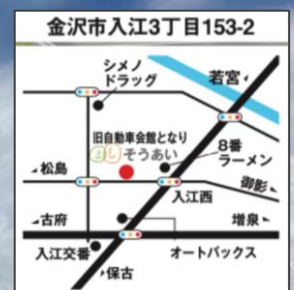 金沢市入江3丁目153-2
シメノ
ドラッグ
若宮
旧自動車会館となり
ふし そうあい
8番
ラーメン
松島
御影
入江西
古府
増泉
入江交番
オートバックス
保古